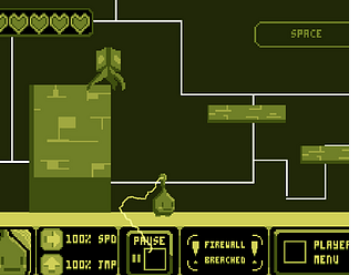 SPACE
100% SPD
100% JMP
PAUSE
FIREWALL
BREACHED
PLAYER
MENU